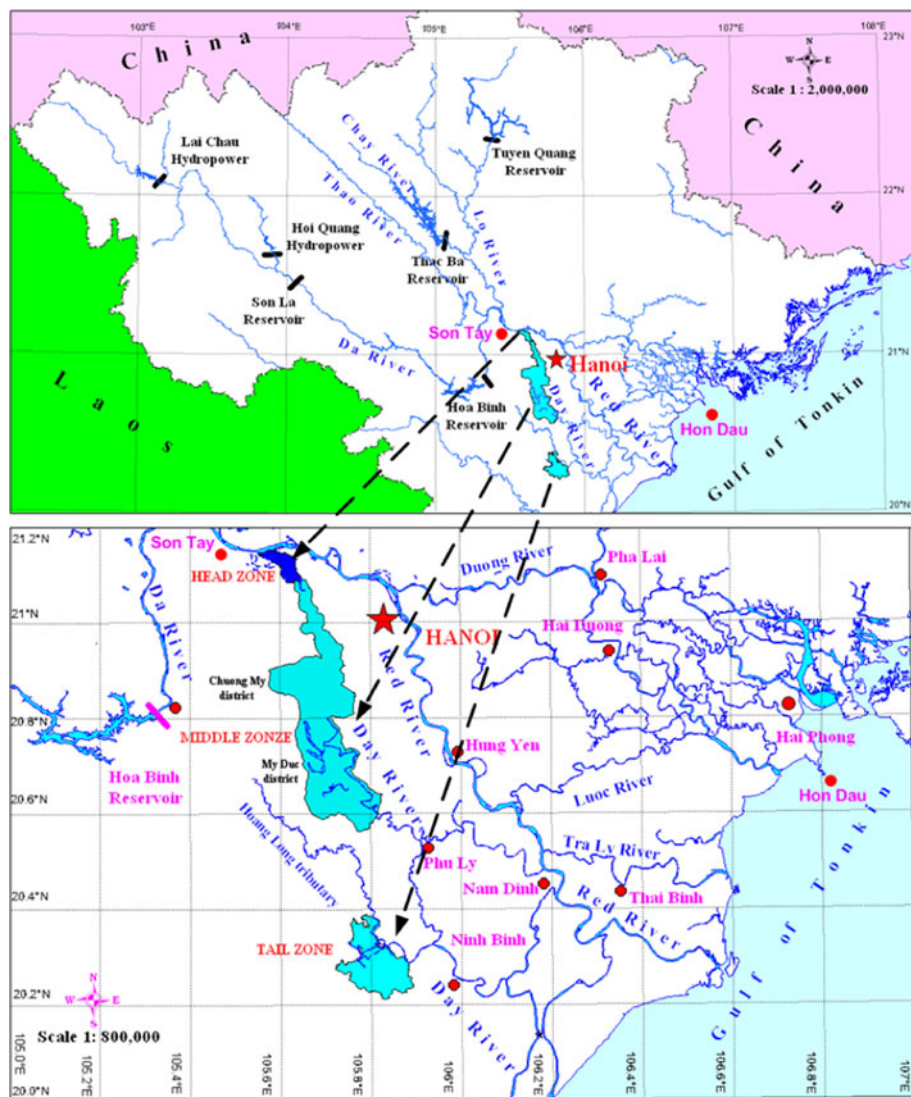 103°E
104°E
105°E
106°E
107°E
108°E
23°N
China
N
W E
S
Scale 1 : 2,000,000
China
Lai Chau
Hydropower
Chay River
Thao River
Tuyen Quang
Reservoir
22°N
Lo River
Hoi Quang
Hydropower
Thac Ba
Reservoir
Son La
Reservoir
Son Tay
Da River
Hanoi
21°N
Hoa Binh
Reservoir
Day River
Red River
Hon Dau
Laos
Gulf of Tonkin
20°N
21.2°N
Son Tay
HEAD ZONE
Duong River
Pha Lai
Da River
21°N
HANOI
Hai Duong
Chuong My
district
Red River
20.8°N
MIDDLE ZONZE
Day River
Hung Yen
Hai Phong
Hoa Binh
Reservoir
My Duc
district
Luoc River
Hon Dau
20.6°N
Hoang Long tributary
Phu Ly
Tra Ly River
Nam Dinh
Thai Binh
20.4°N
Red River
TAIL ZONE
Ninh Binh
Gulf of Tonkin
20.2°N
N
W E
S
Day River
Scale 1: 800,000
20.0°N
105.0°E
105.2°E
105.4°E
105.6°E
105.8°E
106°E
106.2°E
106.4°E
106.6°E
106.8°E
107°E